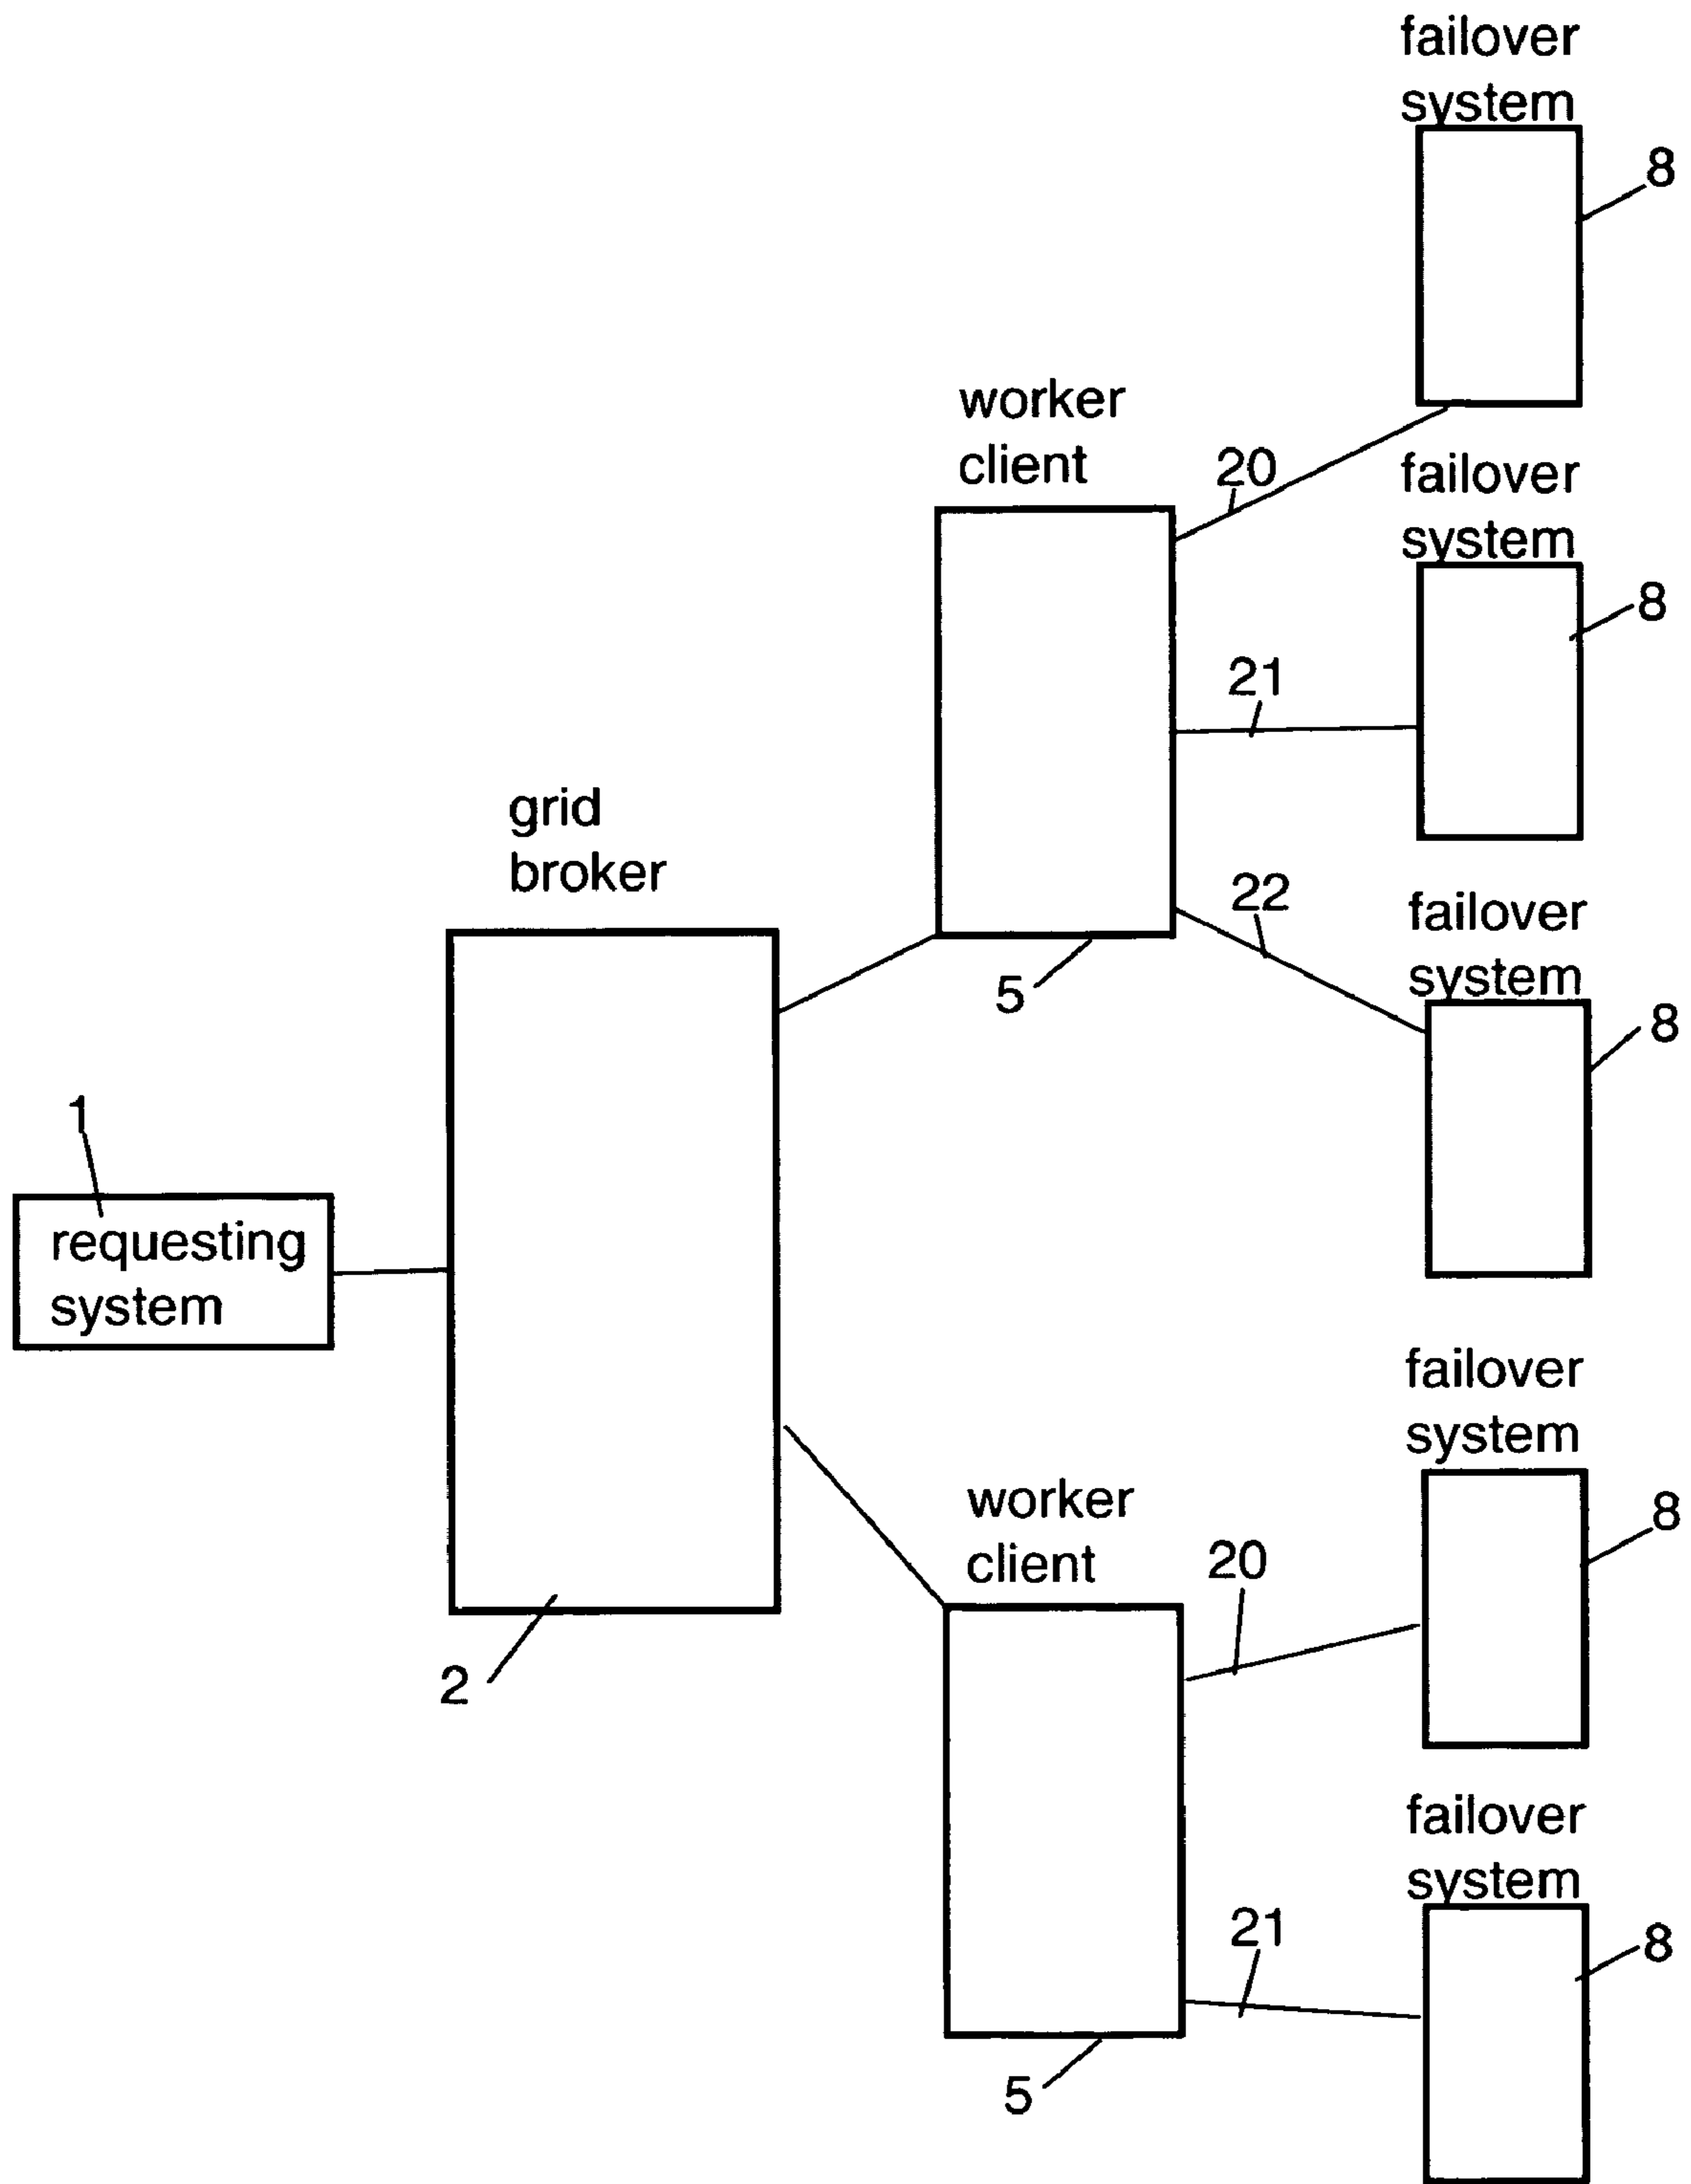 failover
system
8
worker
client
20
failover
system
8
21
grid
broker
22
failover
system
5
8
1
requesting
system
failover
system
worker
client
20
8
2
failover
system
21
8
5